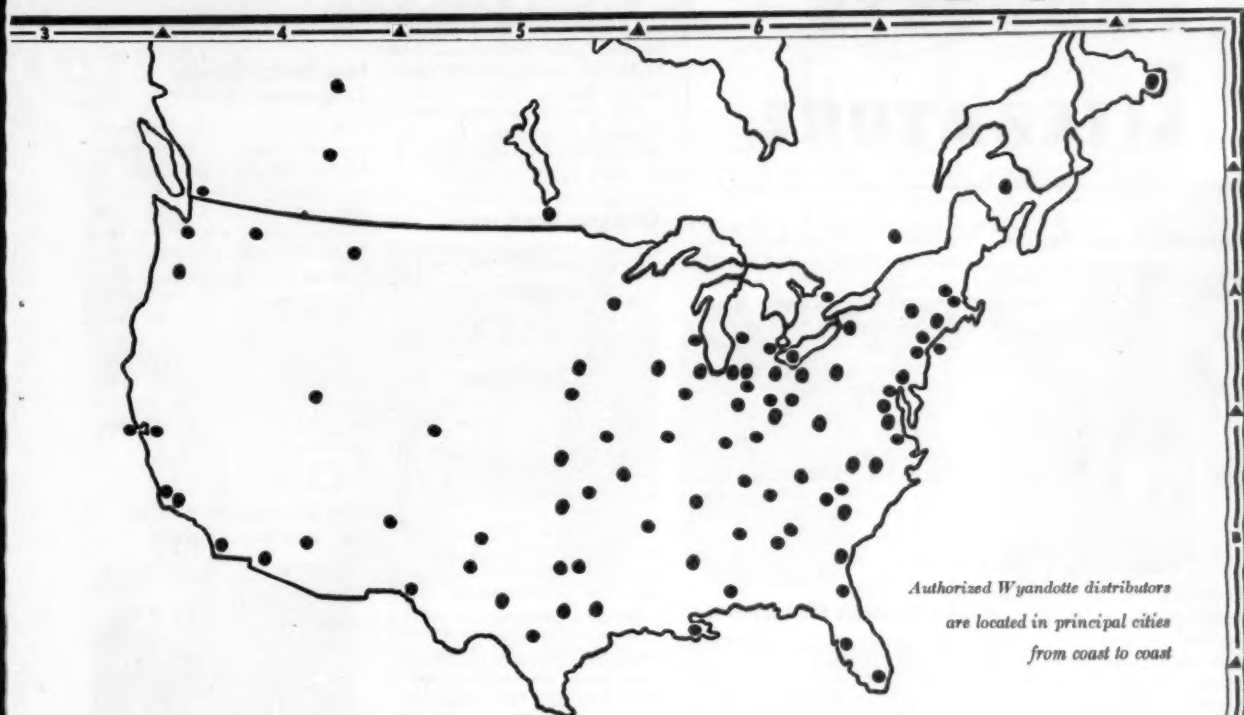 3 4 5 6 7
Authorized Wyandotte distributors
are located in principal cities
from coast to coast
B